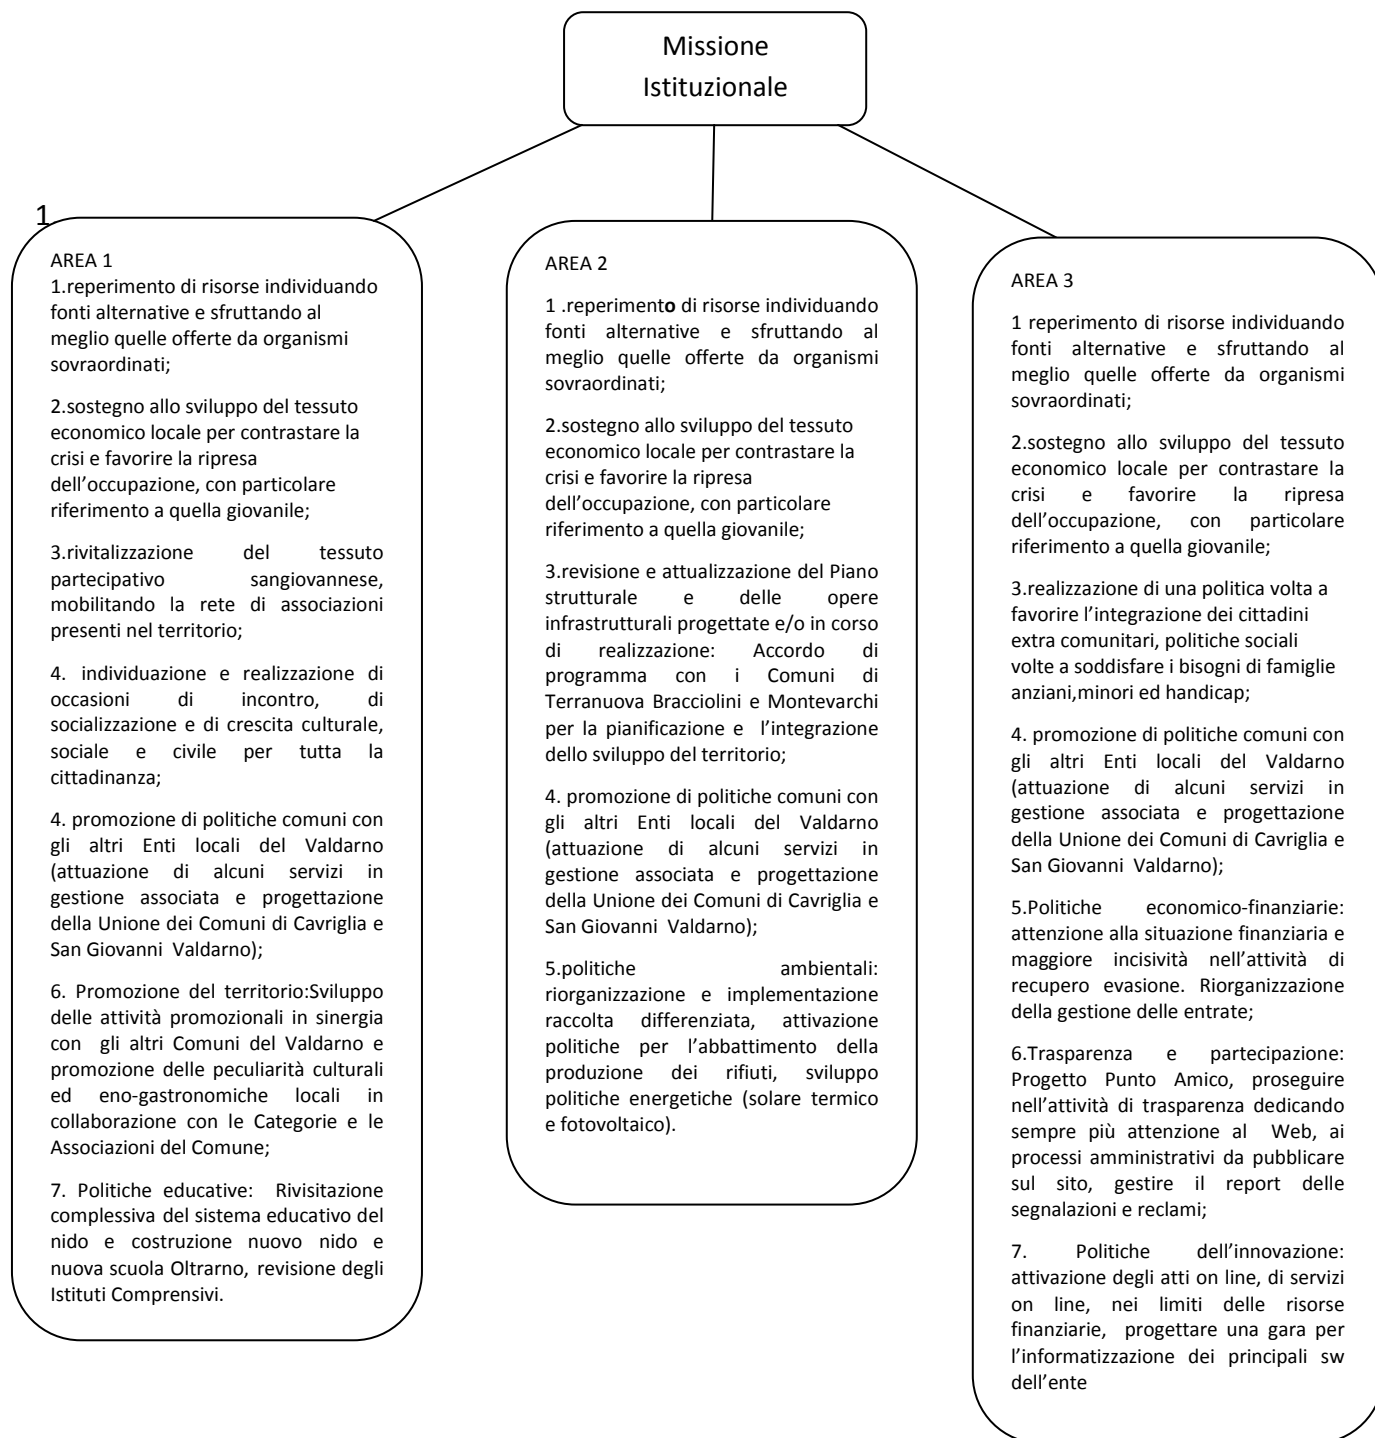 Missione
Istituzionale
1
AREA 1
1.reperimento di risorse individuando
fonti alternative e sfruttando al
meglio quelle offerte da organismi
sovraordinati;
2.sostegno allo sviluppo del tessuto
economico locale per contrastare la
crisi e favorire la ripresa
dell’occupazione, con particolare
riferimento a quella giovanile;
3.rivitalizzazione del tessuto
partecipativo sangiovannese,
mobilitando la rete di associazioni
presenti nel territorio;
4. individuazione e realizzazione di
occasioni di incontro, di
socializzazione e di crescita culturale,
sociale e civile per tutta la
cittadinanza;
4. promozione di politiche comuni con
gli altri Enti locali del Valdarno
(attuazione di alcuni servizi in
gestione associata e progettazione
della Unione dei Comuni di Cavriglia e
San Giovanni Valdarno);
6. Promozione del territorio:Sviluppo
delle attività promozionali in sinergia
con gli altri Comuni del Valdarno e
promozione delle peculiarità culturali
ed eno-gastronomiche locali in
collaborazione con le Categorie e le
Associazioni del Comune;
7. Politiche educative: Rivisitazione
complessiva del sistema educativo del
nido e costruzione nuovo nido e
nuova scuola Oltrarno, revisione degli
Istituti Comprensivi.
AREA 2
1 .reperimento di risorse individuando
fonti alternative e sfruttando al
meglio quelle offerte da organismi
sovraordinati;
2.sostegno allo sviluppo del tessuto
economico locale per contrastare la
crisi e favorire la ripresa
dell’occupazione, con particolare
riferimento a quella giovanile;
3.revisione e attualizzazione del Piano
strutturale e delle opere
infrastrutturali progettate e/o in corso
di realizzazione: Accordo di
programma con i Comuni di
Terranuova Bracciolini e Montevarchi
per la pianificazione e l’integrazione
dello sviluppo del territorio;
4. promozione di politiche comuni con
gli altri Enti locali del Valdarno
(attuazione di alcuni servizi in
gestione associata e progettazione
della Unione dei Comuni di Cavriglia e
San Giovanni Valdarno);
5.politiche ambientali:
riorganizzazione e implementazione
raccolta differenziata, attivazione
politiche per l’abbattimento della
produzione dei rifiuti, sviluppo
politiche energetiche (solare termico
e fotovoltaico).
AREA 3
1 reperimento di risorse individuando
fonti alternative e sfruttando al
meglio quelle offerte da organismi
sovraordinati;
2.sostegno allo sviluppo del tessuto
economico locale per contrastare la
crisi e favorire la ripresa
dell’occupazione, con particolare
riferimento a quella giovanile;
3.realizzazione di una politica volta a
favorire l’integrazione dei cittadini
extra comunitari, politiche sociali
volte a soddisfare i bisogni di famiglie
anziani,minori ed handicap;
4. promozione di politiche comuni con
gli altri Enti locali del Valdarno
(attuazione di alcuni servizi in
gestione associata e progettazione
della Unione dei Comuni di Cavriglia e
San Giovanni Valdarno);
5.Politiche economico-finanziarie:
attenzione alla situazione finanziaria e
maggiore incisività nell’attività di
recupero evasione. Riorganizzazione
della gestione delle entrate;
6.Trasparenza e partecipazione:
Progetto Punto Amico, proseguire
nell’attività di trasparenza dedicando
sempre più attenzione al Web, ai
processi amministrativi da pubblicare
sul sito, gestire il report delle
segnalazioni e reclami;
7. Politiche dell’innovazione:
attivazione degli atti on line, di servizi
on line, nei limiti delle risorse
finanziarie, progettare una gara per
l’informatizzazione dei principali sw
dell’ente